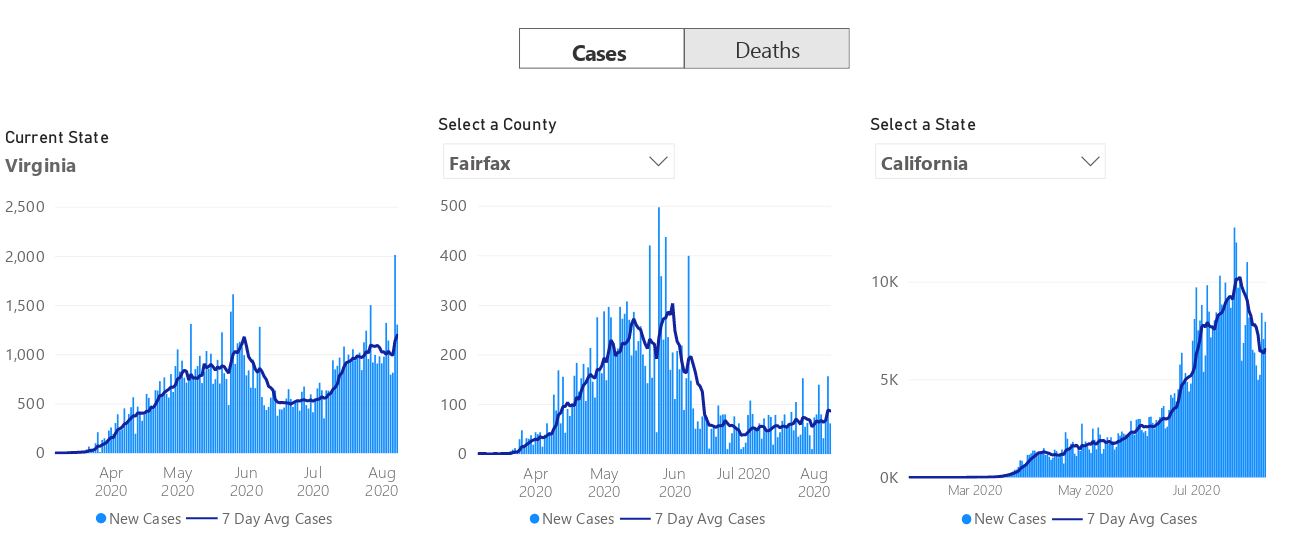 Cases Deaths
Current State
Virginia
Select a County
Fairfax
Select a State
California
2,500
2,000
1,500
1,000
500
0
Apr 2020
May 2020
Jun 2020
Jul 2020
Aug 2020
New Cases 7 Day Avg Cases
500
400
300
200
100
0
Apr 2020
May 2020
Jun 2020
Jul 2020
Aug 2020
New Cases 7 Day Avg Cases
10K
5K
0K
Mar 2020 May 2020 Jul 2020
New Cases 7 Day Avg Cases